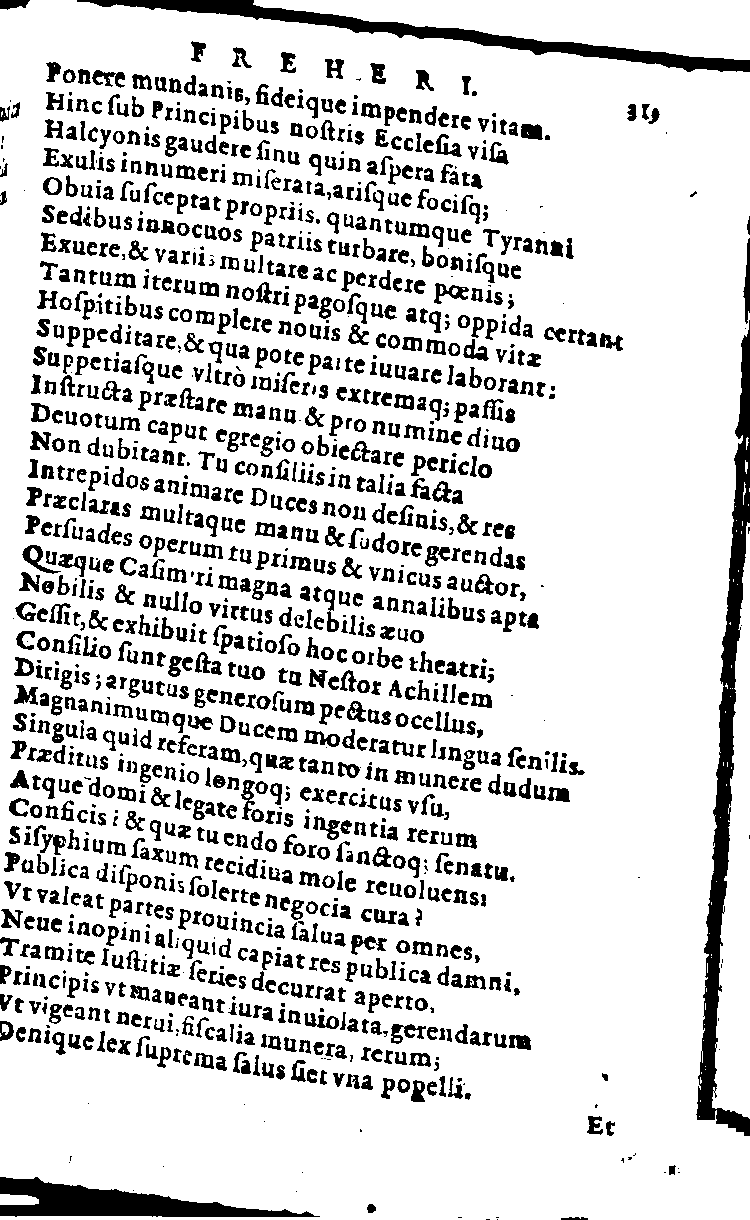 FREHERI. 319
Ponere mundanis, fideique impendere vitam.
Hinc ſub Principibus noſtris Eccleſia viſa
Halcyonis gaudere ſinu quin aſpera fata
Exulis innumeri miſerata, ariſque fociſq;
Obuia ſuſceptat propriis. quantumque Tyranni
Sedibus innocuos patriis turbare, boniſque
Exuere, & variis multare ac perdere pœnis;
Tantum iterum noſtri pagoſque atq; oppida certant
Hoſpitibus complere nouis & commoda vitæ
Suppeditare, & qua pote parte iuuare laborant:
Suppetiaſque vltrò miſeris extremaq; paſſis
Inſtructa præſtare manu & pro numine diuo
Deuotum caput egregio obiectare periclo
Non dubitant. Tu conſiliis in talia facta
Intrepidos animare Duces non deſinis, & res
Præclaras multaque manu & ſudore gerendas
Perſuades operum tu primus & vnicus auctor,
Quæque Caſimiri magna atque annalibus apta
Nobilis & nullo virtus delebilis æuo
Geſſit, & exhibuit ſpatioſo hoc orbe theatri;
Conſilio ſunt geſta tuo tu Neſtor Achillem
Dirigis; argutus generoſum pectus ocellus,
Magnanimumque Ducem moderatur lingua ſenilis.
Singula quid referam, quæ tanto in munere dudum
Præditus ingenio longoq; exercitus vſu,
Atque domi & legate foris ingentia rerum
Conficis? & quæ tu endo foro ſanctoq; ſenatu.
Siſyphium ſaxum recidiua mole reuoluens:
Publica diſponis ſolerte negocia cura?
Vt valeat partes prouincia ſalua per omnes,
Neue inopini aliquid capiat res publica damni,
Tramite Iuſtitiæ ſeries decurrat aperto,
Principis vt maneant iura inuiolata, gerendarum
Vt vigeant nerui, fiſcalia munera, rerum;
Denique lex ſuprema ſalus ſiet vna popelli.
Et